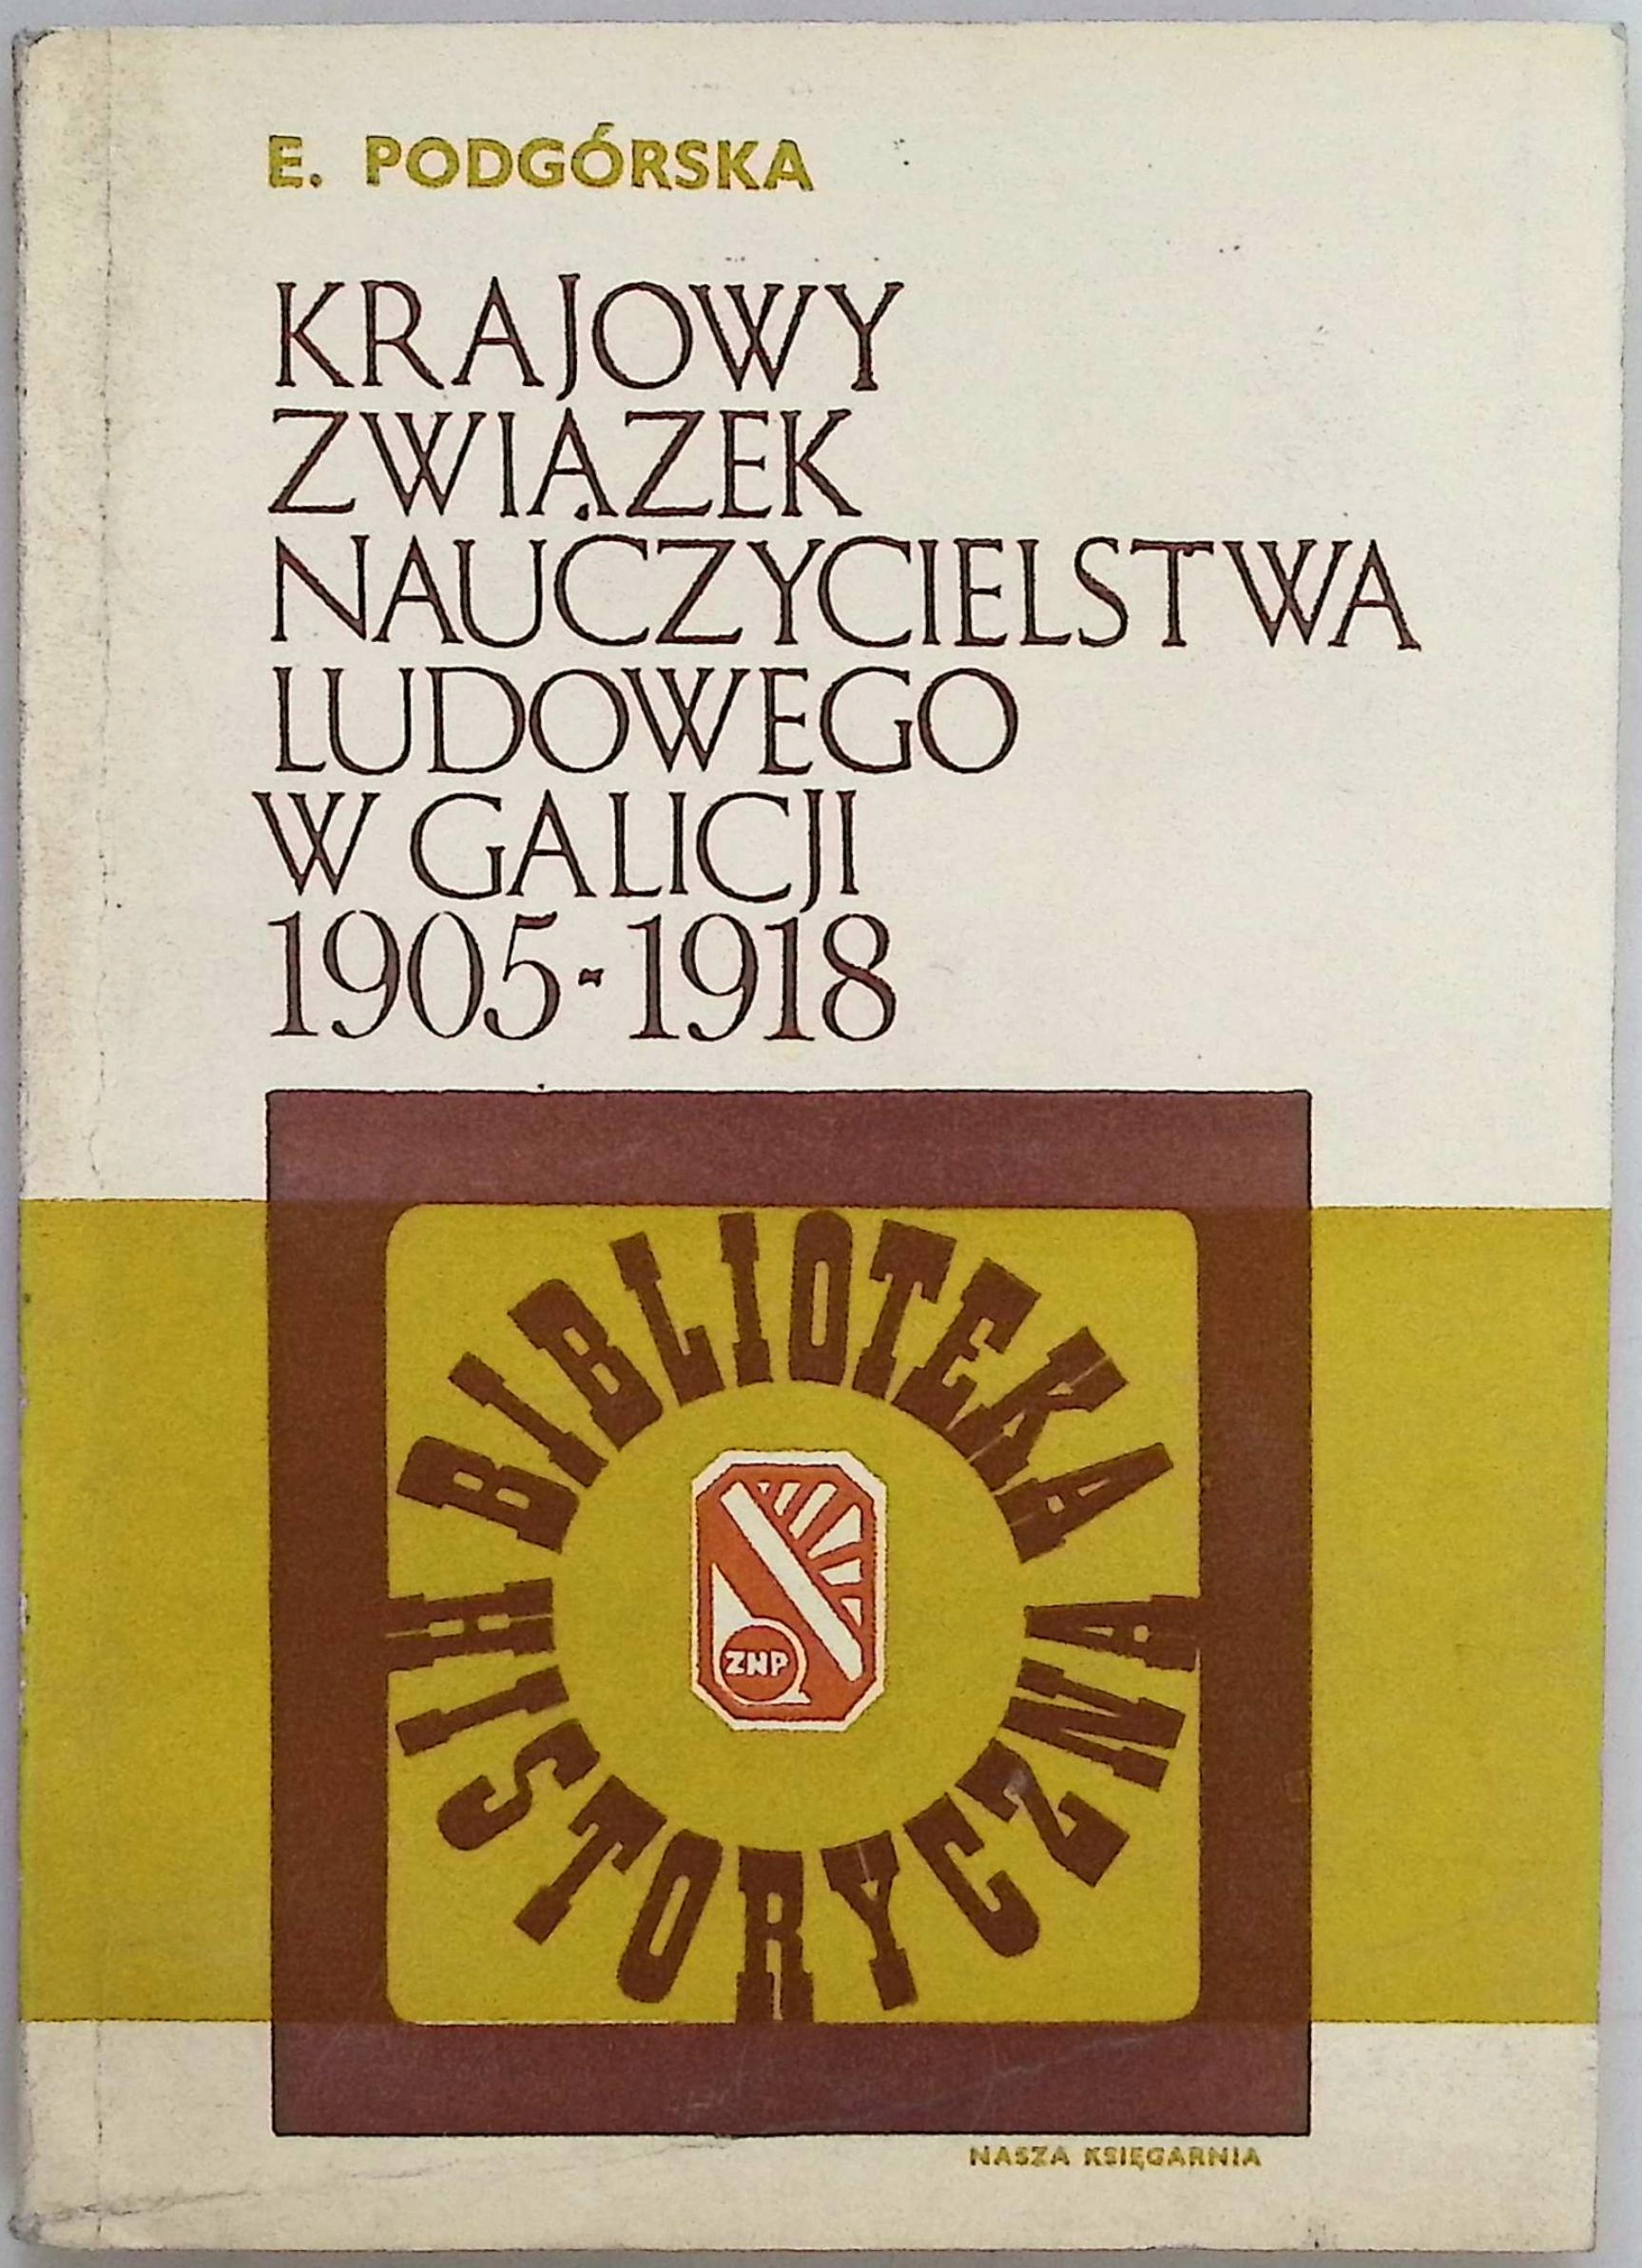 E. PODGÓRSKA
KRAJOWY
ZWIĄZEK
NAUCZYCIELSTWA
LUDOWEGO
W GALICJI
1905-1918
BIBLIOTEKA
HISTORYCZNA
ZNP
NASZA KSIĘGARNIA